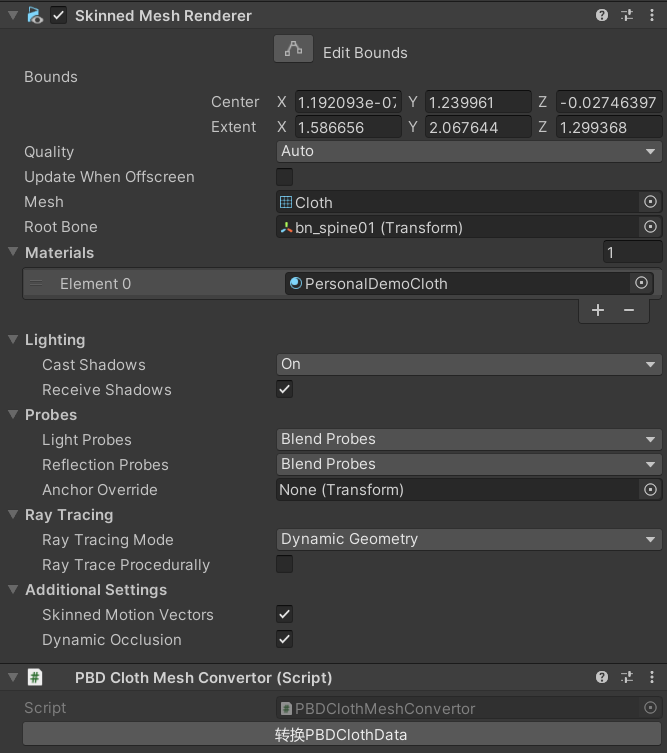 Skinned Mesh Renderer
Edit Bounds
Bounds
Center X 1.192093e-07 Y 1.239961 Z -0.02746397
Extent X 1.586656 Y 2.067644 Z 1.299368
Quality Auto
Update When Offscreen
Mesh Cloth
Root Bone bn_spine01 (Transform)
Materials 1
Element 0 PersonalDemoCloth
+ −
Lighting
Cast Shadows On
Receive Shadows
Probes
Light Probes Blend Probes
Reflection Probes Blend Probes
Anchor Override None (Transform)
Ray Tracing
Ray Tracing Mode Dynamic Geometry
Ray Trace Procedurally
Additional Settings
Skinned Motion Vectors
Dynamic Occlusion
# PBD Cloth Mesh Convertor (Script)
Script PBDClothMeshConvertor
转换PBDClothData